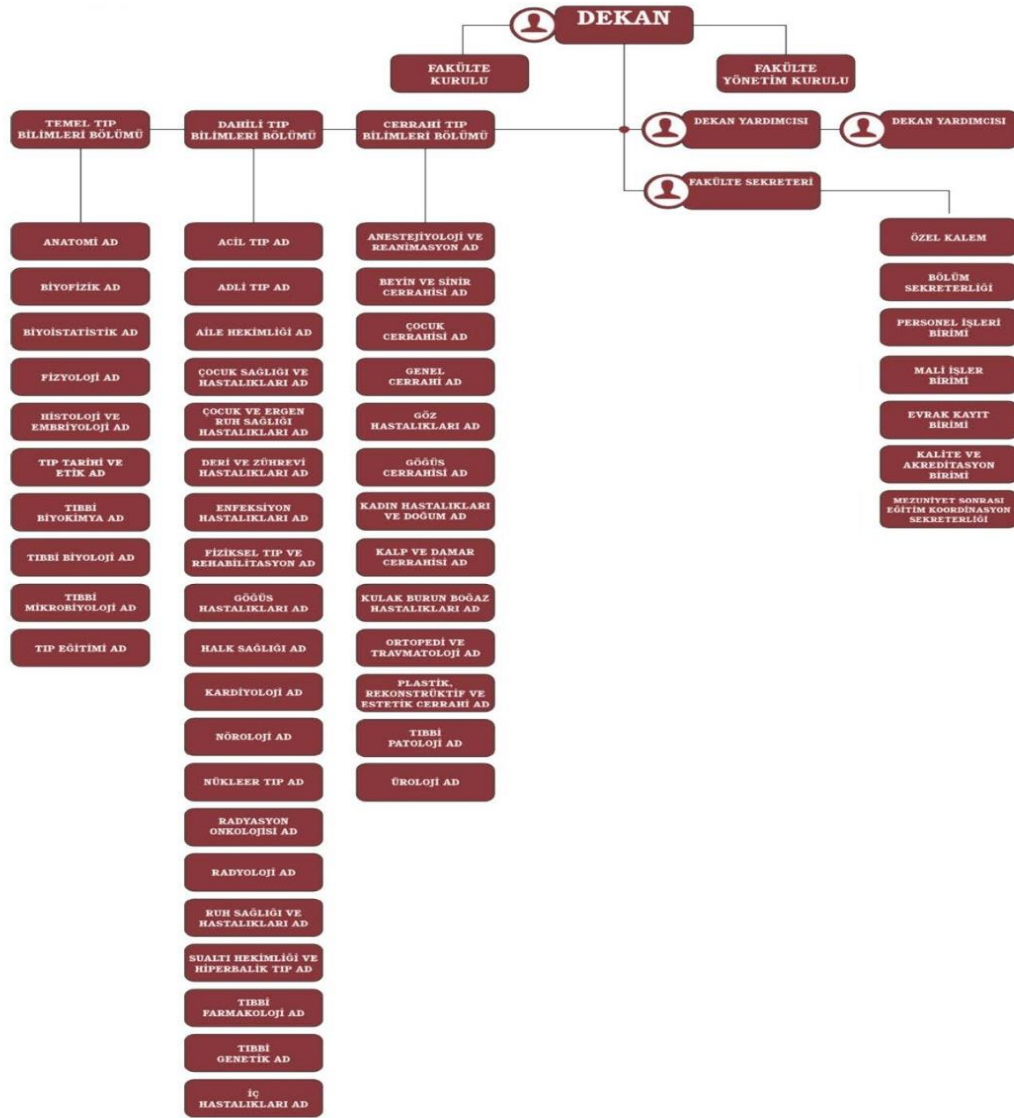 DEKAN
FAKÜLTE
KURULU
FAKÜLTE
YÖNETİM KURULU
TEMEL TIP
BİLİMLERİ BÖLÜMÜ
DAHİLİ TIP
BİLİMLERİ BÖLÜMÜ
CERRAHİ TIP
BİLİMLERİ BÖLÜMÜ
DEKAN YARDIMCISI
DEKAN YARDIMCISI
FAKÜLTE SEKRETERİ
ANATOMİ AD
BİYOFİZİK AD
BİYOİSTATİSTİK AD
FİZYOLOJİ AD
HİSTOLOJİ VE
EMBRİYOLOJİ AD
TIP TARİHİ VE
ETİK AD
TIBBİ
BİYOKİMYA AD
TIBBİ BİYOLOJİ AD
TIBBİ
MİKROBİYOLOJİ AD
TIP EĞİTİMİ AD
ACİL TIP AD
ADLİ TIP AD
AİLE HEKİMLİĞİ AD
ÇOCUK SAĞLIĞI VE
HASTALIKLARI AD
ÇOCUK VE ERGEN
RUH SAĞLIĞI
HASTALIKLARI AD
DERİ VE ZÜHREVİ
HASTALIKLARI AD
ENFEKSİYON
HASTALIKLARI AD
FİZİKSEL TIP VE
REHABİLİTASYON AD
GÖĞÜS
HASTALIKLARI AD
HALK SAĞLIĞI AD
KARDİYOLOJİ AD
NÖROLOJİ AD
NÜKLEER TIP AD
RADYASYON
ONKOLOJİSİ AD
RADYOLOJİ AD
RUH SAĞLIĞI VE
HASTALIKLARI AD
SUALTI HEKİMLİĞİ VE
HİPERBALİK TIP AD
TIBBİ
FARMAKOLOJİ AD
TIBBİ
GENETİK AD
İÇ
HASTALIKLARI AD
ANESTEJİYOLOJİ VE
REANİMASYON AD
BEYİN VE SİNİR
CERRAHİSİ AD
ÇOCUK
CERRAHİSİ AD
GENEL
CERRAHİ AD
GÖZ
HASTALIKLARI AD
GÖĞÜS
CERRAHİSİ AD
KADIN HASTALIKLARI
VE DOĞUM AD
KALP VE DAMAR
CERRAHİSİ AD
KULAK BURUN BOĞAZ
HASTALIKLARI AD
ORTOPEDİ VE
TRAVMATOLOJİ AD
PLASTİK,
REKONSTRÜKTİF VE
ESTETİK CERRAHİ AD
TIBBİ
PATOLOJİ AD
ÜROLOJİ AD
ÖZEL KALEM
BÖLÜM
SEKRETERLİĞİ
PERSONEL İŞLERİ
BİRİMİ
MALİ İŞLER
BİRİMİ
EVRAK KAYIT
BİRİMİ
KALİTE VE
AKREDİTASYON
BİRİMİ
MEZUNİYET SONRASI
EĞİTİM KOORDİNASYON
SEKRETERLİĞİ